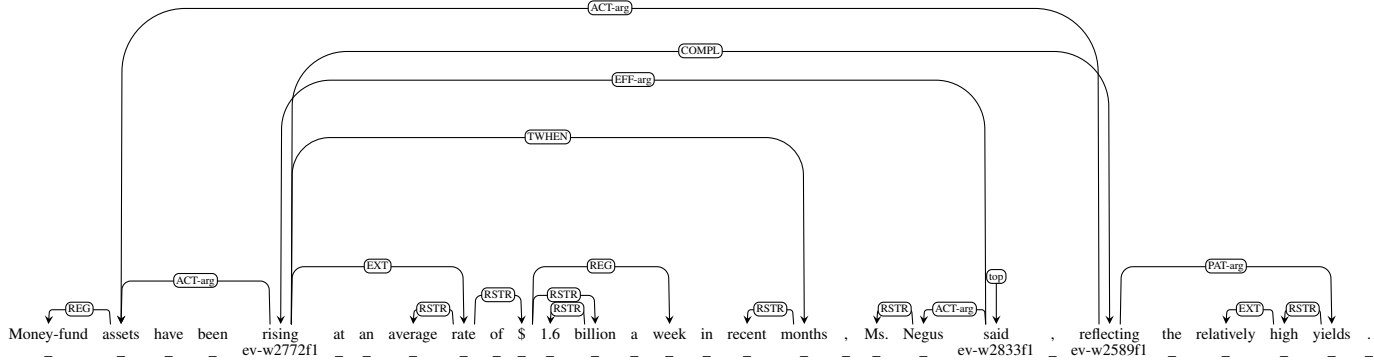 ACT-arg
COMPL
EFF-arg
TWHEN
top
ACT-arg EXT REG PAT-arg
RSTR RSTR
REG RSTR RSTR RSTR RSTR ACT-arg EXT RSTR
Money-fund assets have been rising at an average rate of $ 1.6 billion a week in recent months , Ms. Negus said , reflecting the relatively high yields .
_ _ _ _ ev-w2772f1 _ _ _ _ _ _ _ _ _ _ _ _ _ _ _ _ ev-w2833f1 _ ev-w2589f1 _ _ _ _ _